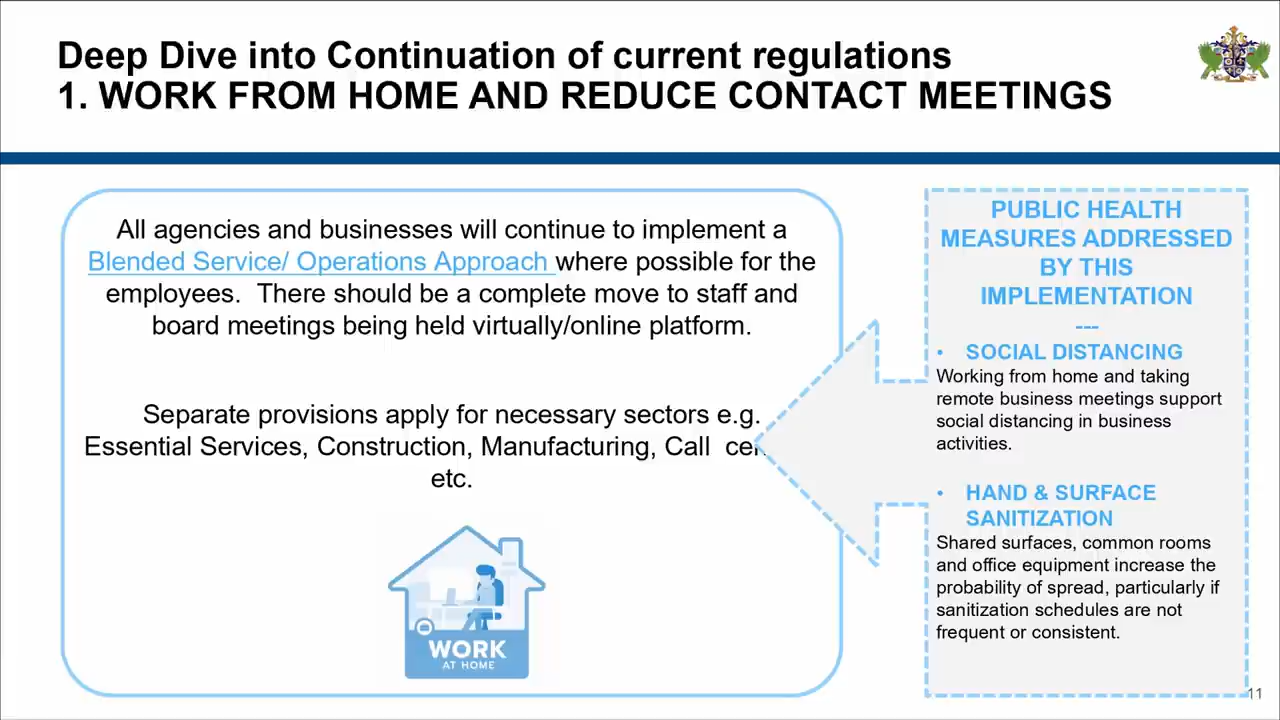 Deep Dive into Continuation of current regulations
1. WORK FROM HOME AND REDUCE CONTACT MEETINGS
All agencies and businesses will continue to implement a
Blended Service/ Operations Approach where possible for the
employees. There should be a complete move to staff and
board meetings being held virtually/online platform.
Separate provisions apply for necessary sectors e.g.
Essential Services, Construction, Manufacturing, Call
etc.
WORK
AT HOME
PUBLIC HEALTH
MEASURES ADDRESSED
BY THIS
IMPLEMENTATION
---
• SOCIAL DISTANCING
Working from home and taking
remote business meetings support
social distancing in business
activities.
• HAND & SURFACE
SANITIZATION
Shared surfaces, common rooms
and office equipment increase the
probability of spread, particularly if
sanitization schedules are not
frequent or consistent.
11